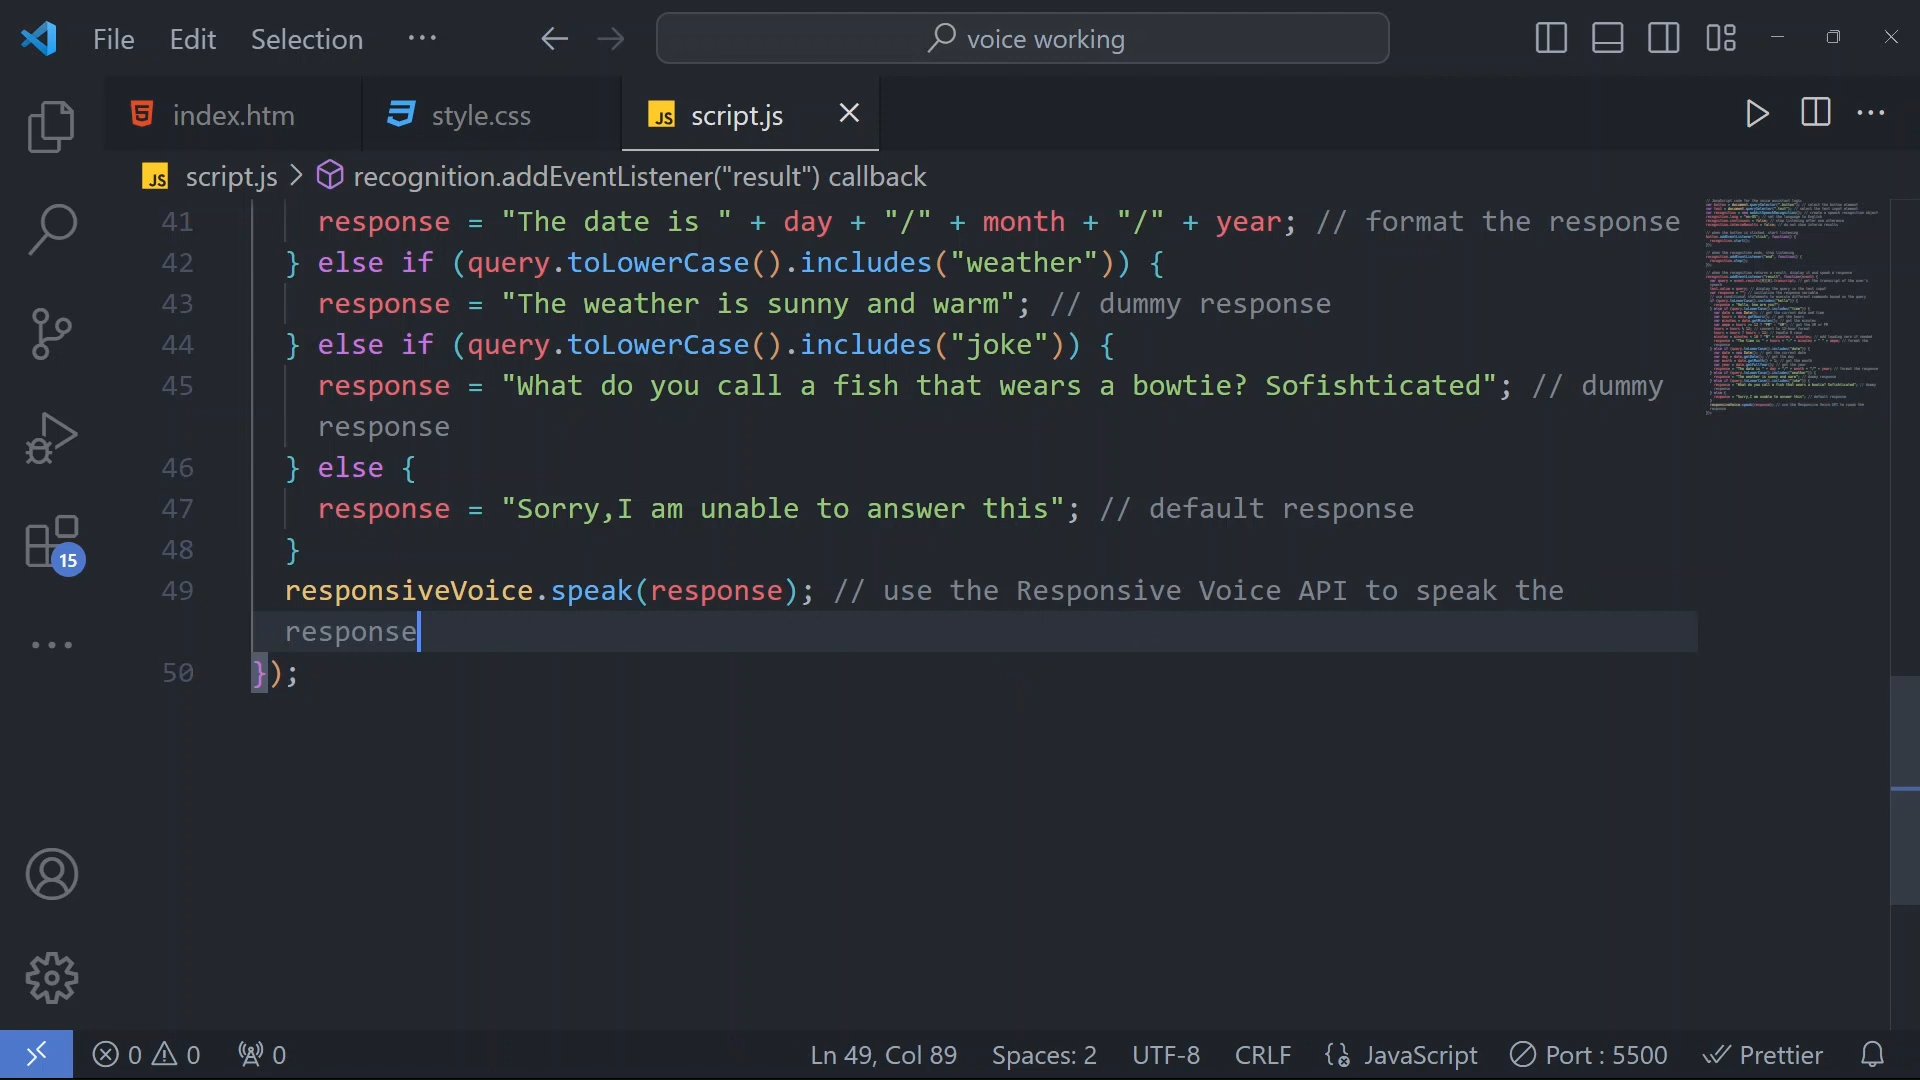 File Edit Selection ··· voice working
index.htm style.css JS script.js
JS script.js > recognition.addEventListener("result") callback
41 response = "The date is " + day + "/" + month + "/" + year; // format the response
42 } else if (query.toLowerCase().includes("weather")) {
43 response = "The weather is sunny and warm"; // dummy response
44 } else if (query.toLowerCase().includes("joke")) {
45 response = "What do you call a fish that wears a bowtie? Sofishticated"; // dummy
response
46 } else {
47 response = "Sorry,I am unable to answer this"; // default response
48 }
49 responsiveVoice.speak(response); // use the Responsive Voice API to speak the
response
50 });
15
0 0 0 Ln 49, Col 89 Spaces: 2 UTF-8 CRLF {} JavaScript Port : 5500 Prettier